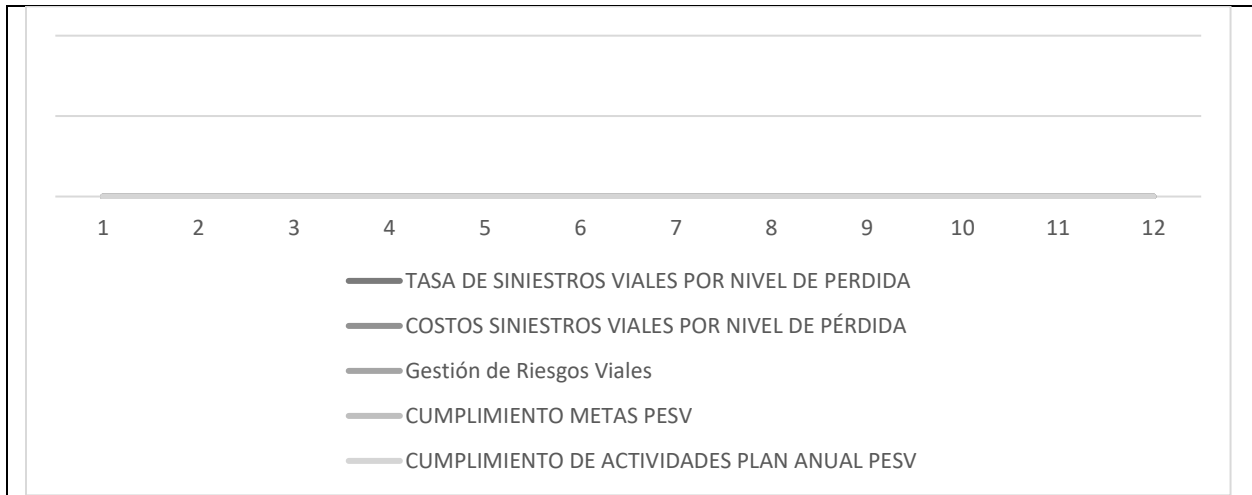 1 2 3 4 5 6 7 8 9 10 11 12
TASA DE SINIESTROS VIALES POR NIVEL DE PERDIDA
COSTOS SINIESTROS VIALES POR NIVEL DE PÉRDIDA
Gestión de Riesgos Viales
CUMPLIMIENTO METAS PESV
CUMPLIMIENTO DE ACTIVIDADES PLAN ANUAL PESV